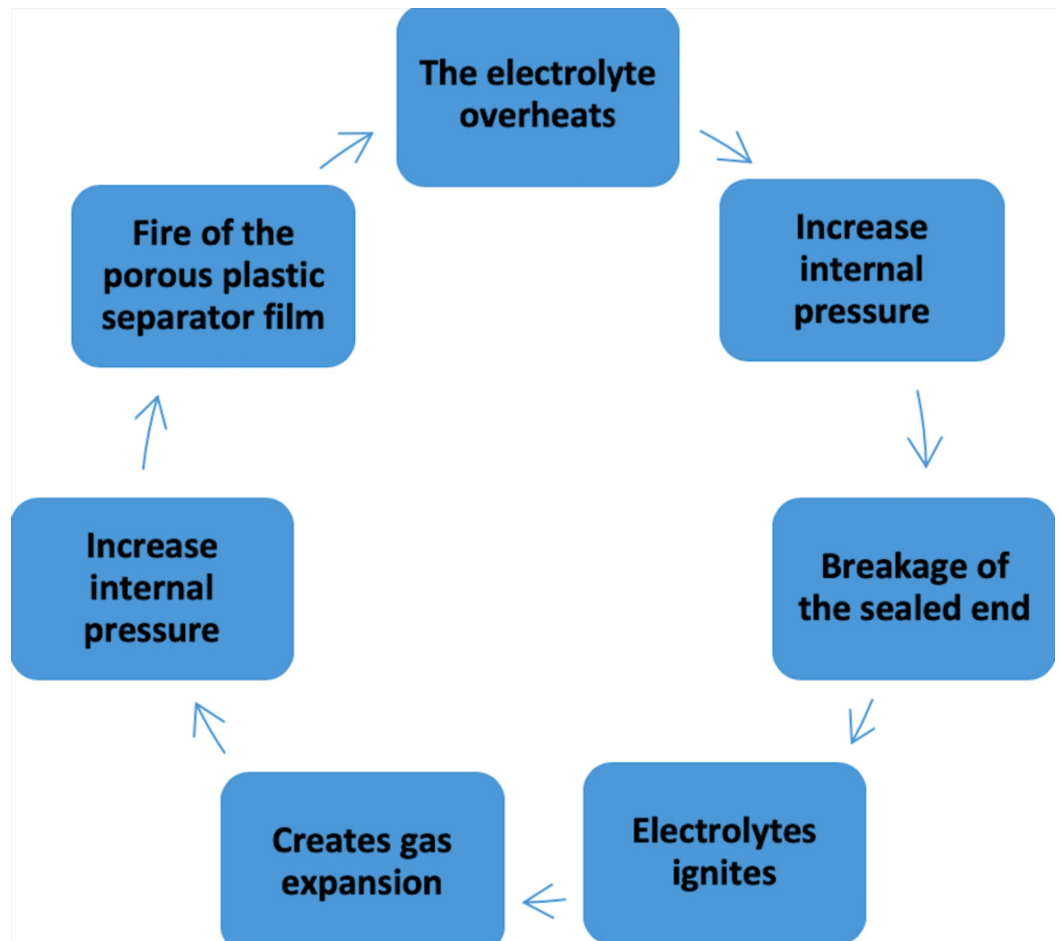 The electrolyte
overheats
Increase
internal
pressure
Breakage of
the sealed end
Electrolytes
ignites
Creates gas
expansion
Increase
internal
pressure
Fire of the
porous plastic
separator film